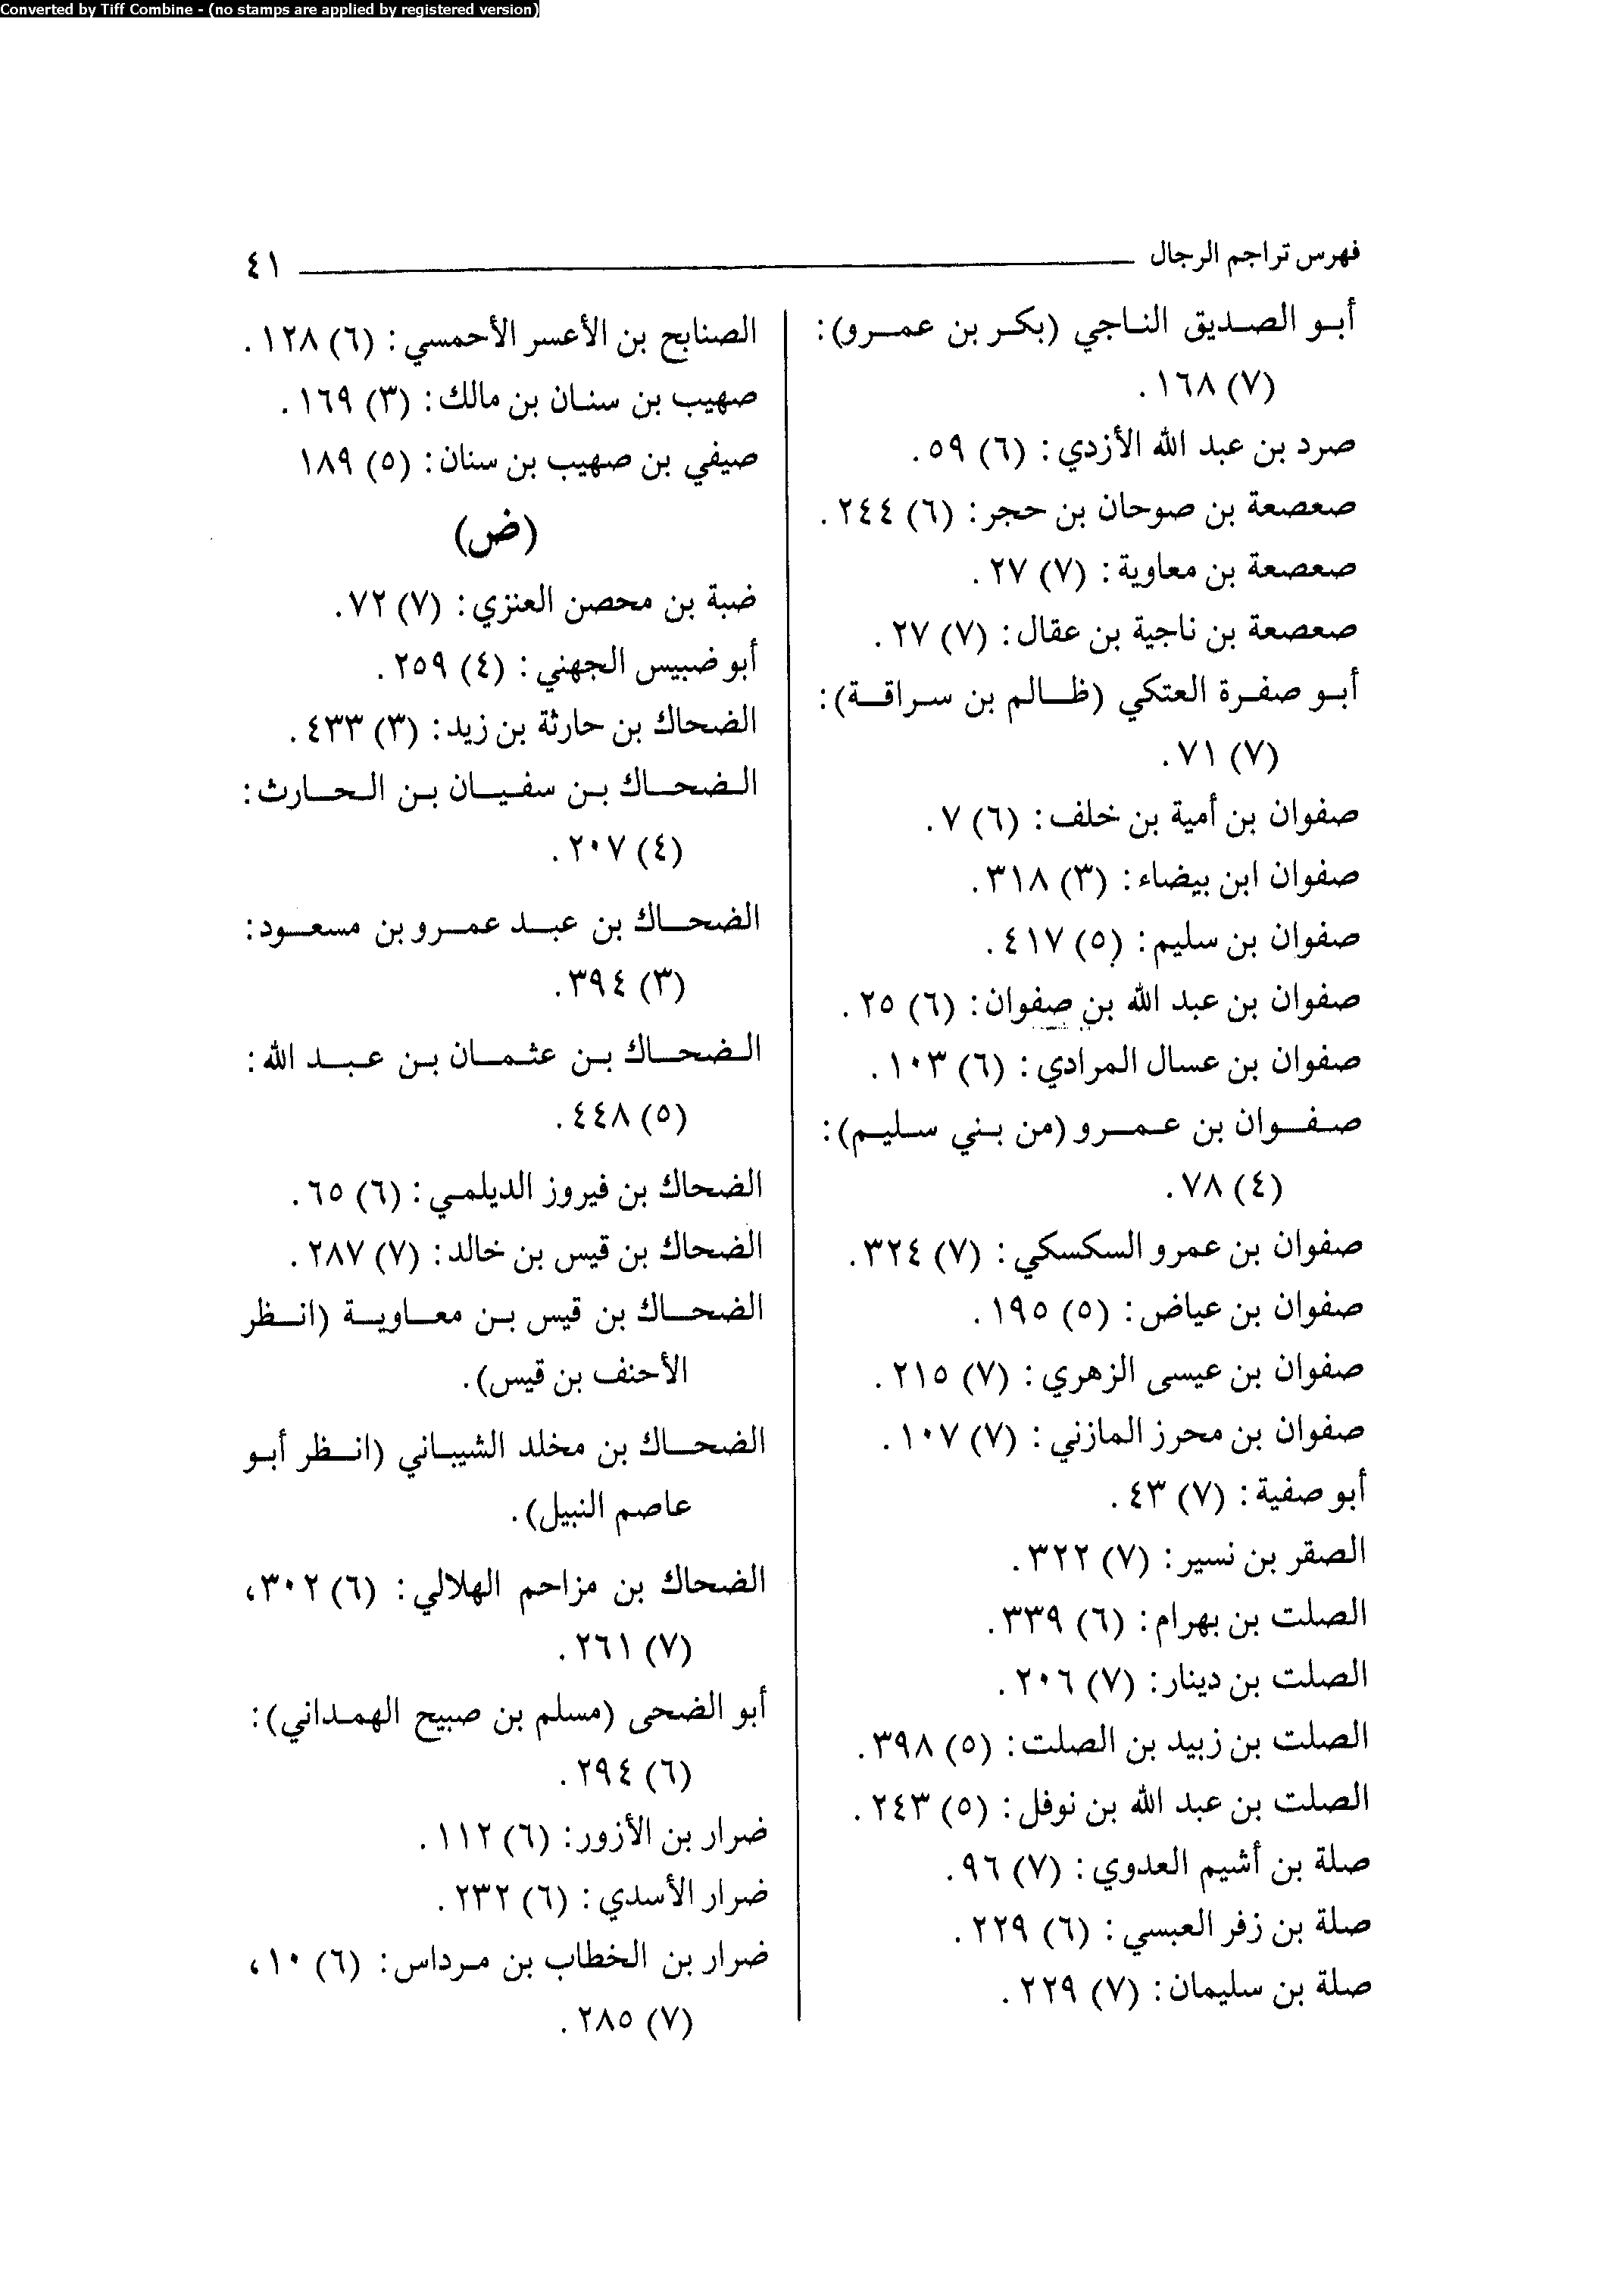 Converted by Tiff Combine - (no stamps are applied by registered version)
فهرس تراجم الرجال ٤١
أبو الصديق الناجي (بكر بن عمرو):
(٧) ١٦٨.
صرد بن عبد الله الأزدي: (٦) ٥٩.
صعصعة بن صوحان بن حجر: (٦) ٢٤٤.
صعصعة بن معاوية: (٧) ٢٧.
صعصعة بن ناجية بن عقال: (٧) ٢٧.
أبو صفرة العتكي (ظالم بن سراقة):
(٧) ٧١.
صفوان بن أمية بن خلف: (٦) ٧.
صفوان ابن بيضاء: (٣) ٣١٨.
صفوان بن سليم: (٥) ٤١٧.
صفوان بن عبد الله بن صفوان: (٦) ٢٥.
صفوان بن عسال المرادي: (٦) ١٠٣.
صفوان بن عمرو (من بني سليم):
(٤) ٧٨.
صفوان بن عمرو السكسكي: (٧) ٣٢٤.
صفوان بن عياض: (٥) ١٩٥.
صفوان بن عيسى الزهري: (٧) ٢١٥.
صفوان بن محرز المازني: (٧) ١٠٧.
أبو صفية: (٧) ٤٣.
الصقر بن نسير: (٧) ٣٢٢.
الصلت بن بهرام: (٦) ٣٣٩.
الصلت بن دينار: (٧) ٢٠٦.
الصلت بن زبيد بن الصلت: (٥) ٣٩٨.
الصلت بن عبد الله بن نوفل: (٥) ٢٤٣.
صلة بن أشيم العدوي: (٧) ٩٦.
صلة بن زفر العبسي: (٦) ٢٢٩.
صلة بن سليمان: (٧) ٢٢٩.
الصنابح بن الأعسر الأحمسي: (٦) ١٢٨.
صهيب بن سنان بن مالك: (٣) ١٦٩.
صيفي بن صهيب بن سنان: (٥) ١٨٩
(ض)
ضبة بن محصن العنزي: (٧) ٧٢.
أبو ضبيس الجهني: (٤) ٢٥٩.
الضحاك بن حارثة بن زيد: (٣) ٤٣٣.
الضحاك بن سفيان بن الحارث:
(٤) ٢٠٧.
الضحاك بن عبد عمرو بن مسعود:
(٣) ٣٩٤.
الضحاك بن عثمان بن عبد الله:
(٥) ٤٤٨.
الضحاك بن فيروز الديلمي: (٦) ٦٥.
الضحاك بن قيس بن خالد: (٧) ٢٨٧.
الضحاك بن قيس بن معاوية (انظر
الأحنف بن قيس).
الضحاك بن مخلد الشيباني (انظر أبو
عاصم النبيل).
الضحاك بن مزاحم الهلالي: (٦) ٣٠٢،
(٧) ٢٦١.
أبو الضحى (مسلم بن صبيح الهمداني):
(٦) ٢٩٤.
ضرار بن الأزور: (٦) ١١٢.
ضرار الأسدي: (٦) ٢٣٢.
ضرار بن الخطاب بن مرداس: (٦) ١٠،
(٧) ٢٨٥.